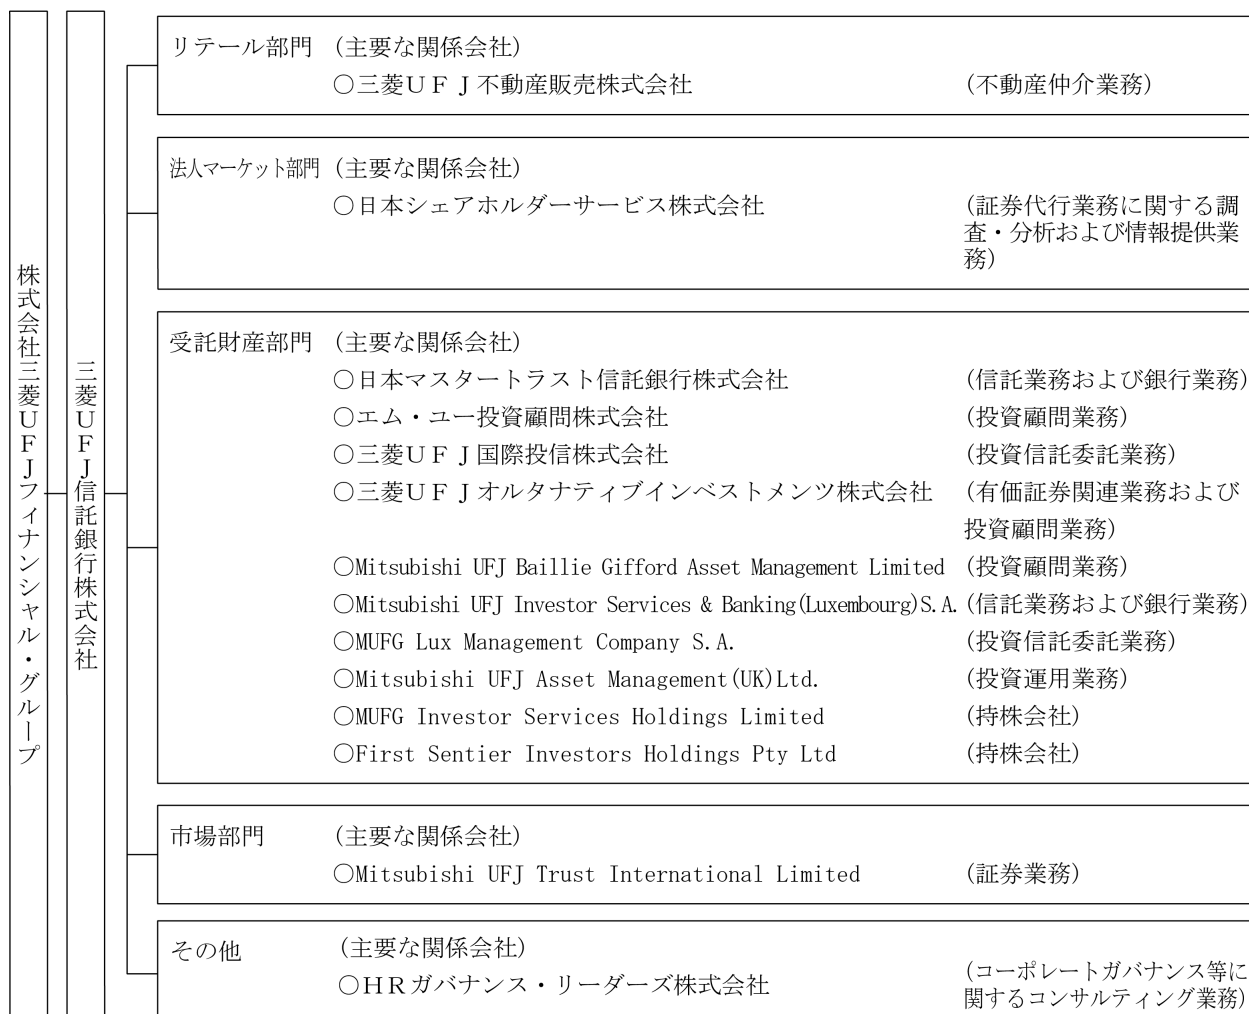 株式会社三菱ＵＦＪフィナンシャル・グループ
三菱ＵＦＪ信託銀行株式会社
リテール部門 (主要な関係会社)
○三菱ＵＦＪ不動産販売株式会社 (不動産仲介業務)
法人マーケット部門 (主要な関係会社)
○日本シェアホルダーサービス株式会社 (証券代行業務に関する調
査・分析および情報提供業
務)
受託財産部門 (主要な関係会社)
○日本マスタートラスト信託銀行株式会社 (信託業務および銀行業務)
○エム・ユー投資顧問株式会社 (投資顧問業務)
○三菱ＵＦＪ国際投信株式会社 (投資信託委託業務)
○三菱ＵＦＪオルタナティブインベストメンツ株式会社 (有価証券関連業務および
投資顧問業務)
○Mitsubishi UFJ Baillie Gifford Asset Management Limited (投資顧問業務)
○Mitsubishi UFJ Investor Services & Banking(Luxembourg)S.A. (信託業務および銀行業務)
○MUFG Lux Management Company S.A. (投資信託委託業務)
○Mitsubishi UFJ Asset Management(UK)Ltd. (投資運用業務)
○MUFG Investor Services Holdings Limited (持株会社)
○First Sentier Investors Holdings Pty Ltd (持株会社)
市場部門 (主要な関係会社)
○Mitsubishi UFJ Trust International Limited (証券業務)
その他 (主要な関係会社)
○ＨＲガバナンス・リーダーズ株式会社 (コーポレートガバナンス等に
関するコンサルティング業務)